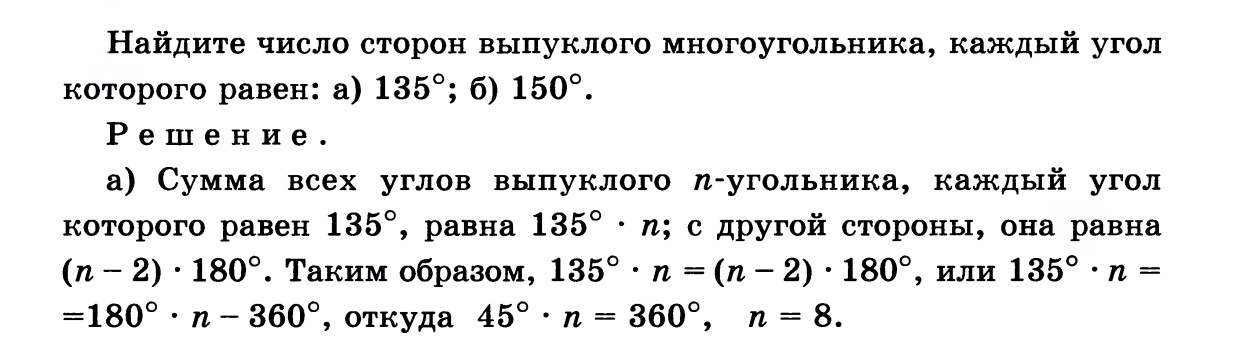 Найдите число сторон выпуклого многоугольника, каждый угол
которого равен: а) 135°; б) 150°.
Решение.
а) Сумма всех углов выпуклого n-угольника, каждый угол
которого равен 135°, равна 135° · n; с другой стороны, она равна
(n – 2) · 180°. Таким образом, 135° · n = (n – 2) · 180°, или 135° · n =
=180° · n – 360°, откуда 45° · n = 360°, n = 8.